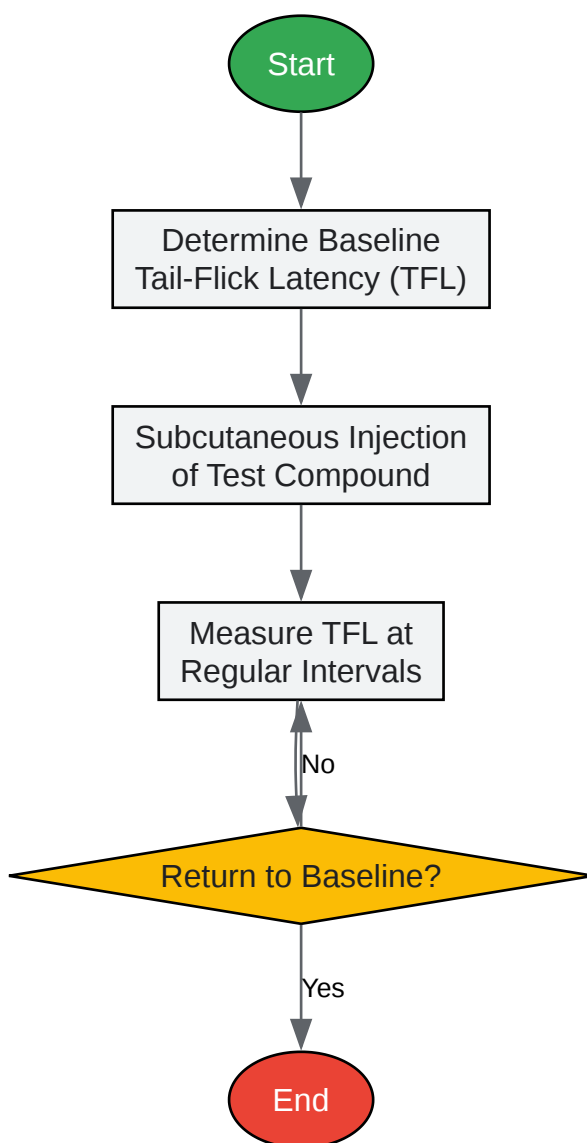 Start
Determine Baseline
Tail-Flick Latency (TFL)
Subcutaneous Injection
of Test Compound
Measure TFL at
Regular Intervals
No
Return to Baseline?
Yes
End